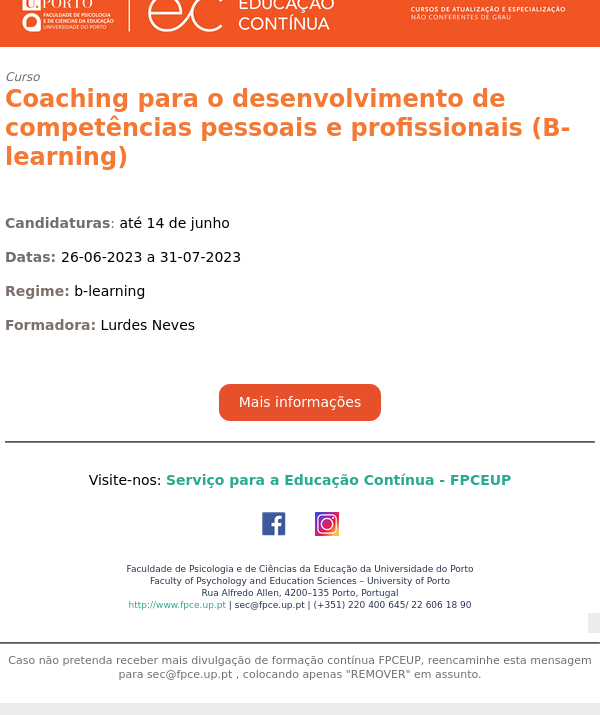 U.PORTO
FACULDADE DE PSICOLOGIA
E DE CIÊNCIAS DA EDUCAÇÃO
UNIVERSIDADE DO PORTO
ec
EDUCAÇÃO
CONTÍNUA
CURSOS DE ATUALIZAÇÃO E ESPECIALIZAÇÃO
NÃO CONFERENTES DE GRAU
Curso
Coaching para o desenvolvimento de
competências pessoais e profissionais (B-
learning)
Candidaturas: até 14 de junho
Datas: 26-06-2023 a 31-07-2023
Regime: b-learning
Formadora: Lurdes Neves
Mais informações
Visite-nos: Serviço para a Educação Contínua - FPCEUP
Faculdade de Psicologia e de Ciências da Educação da Universidade do Porto
Faculty of Psychology and Education Sciences – University of Porto
Rua Alfredo Allen, 4200–135 Porto, Portugal
http://www.fpce.up.pt | sec@fpce.up.pt | (+351) 220 400 645/ 22 606 18 90
Caso não pretenda receber mais divulgação de formação contínua FPCEUP, reencaminhe esta mensagem
para sec@fpce.up.pt , colocando apenas "REMOVER" em assunto.